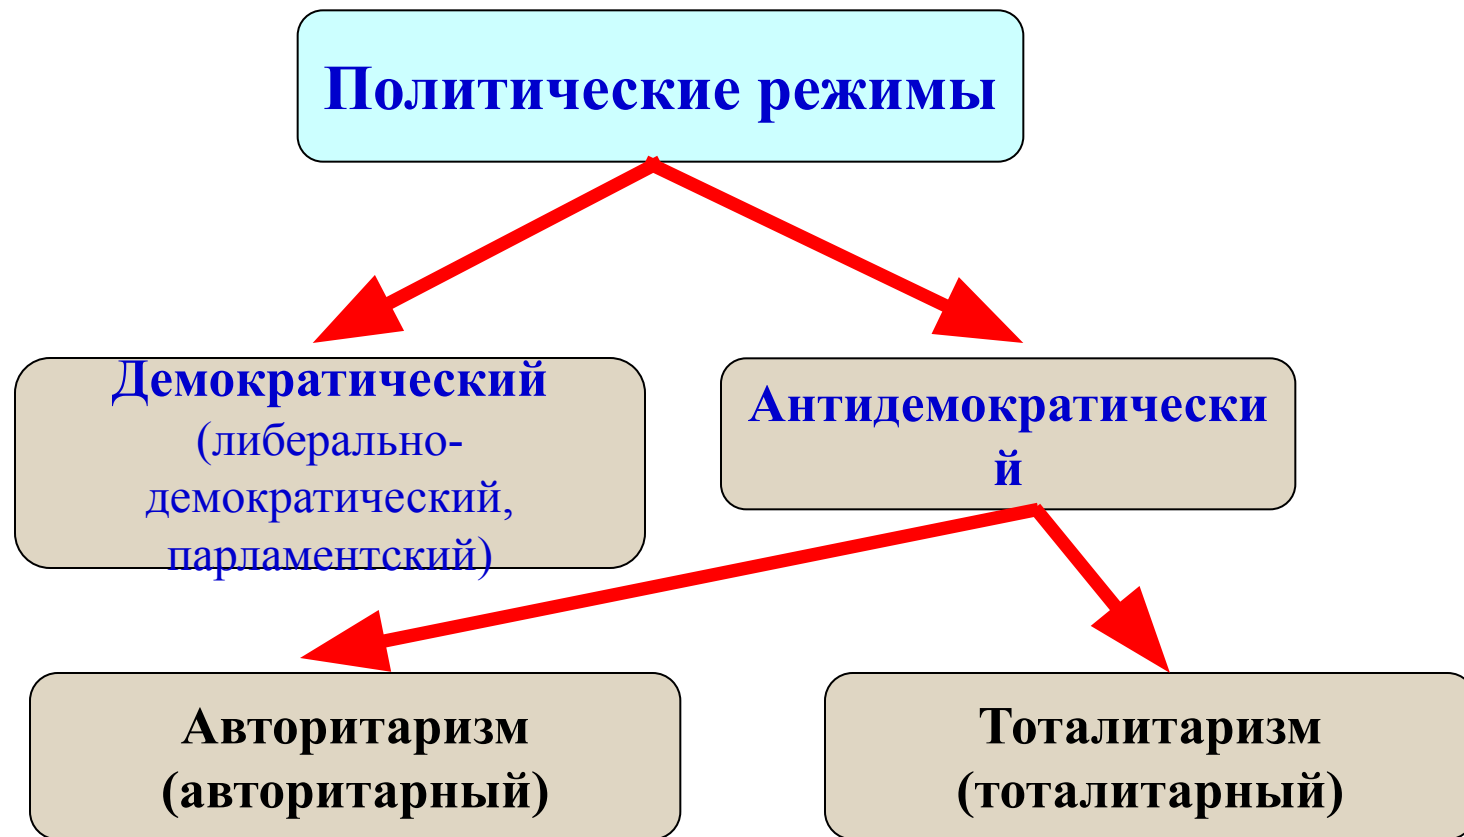 Политические режимы
Демократический
(либерально-
демократический,
парламентский)
Антидемократически
й
Авторитаризм
(авторитарный)
Тоталитаризм
(тоталитарный)